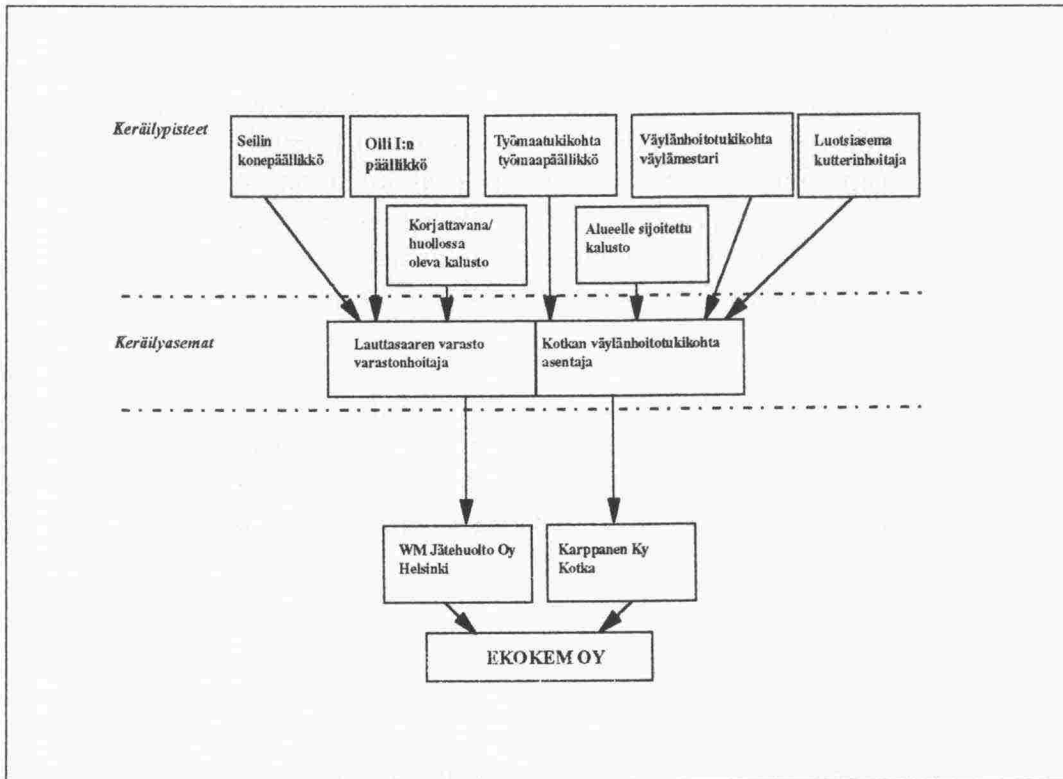 Keräilypisteet
Seilin
konepäällikkö
Oili I:n
päällikkö
Työmaatukikohta
työmaapäällikkö
Väylänhoitotukikohta
väylämestari
Luotsiasema
kutterinhoitaja
Korjattavana/
huollossa
oleva kalusto
Alueelle sijoitettu
kalusto
Keräilyasemat
Lauttasaaren varasto
varastonhoitaja
Kotkan väylänhoitotukikohta
asentaja
WM Jätehuolto Oy
Helsinki
Karppanen Ky
Kotka
EKOKEM OY